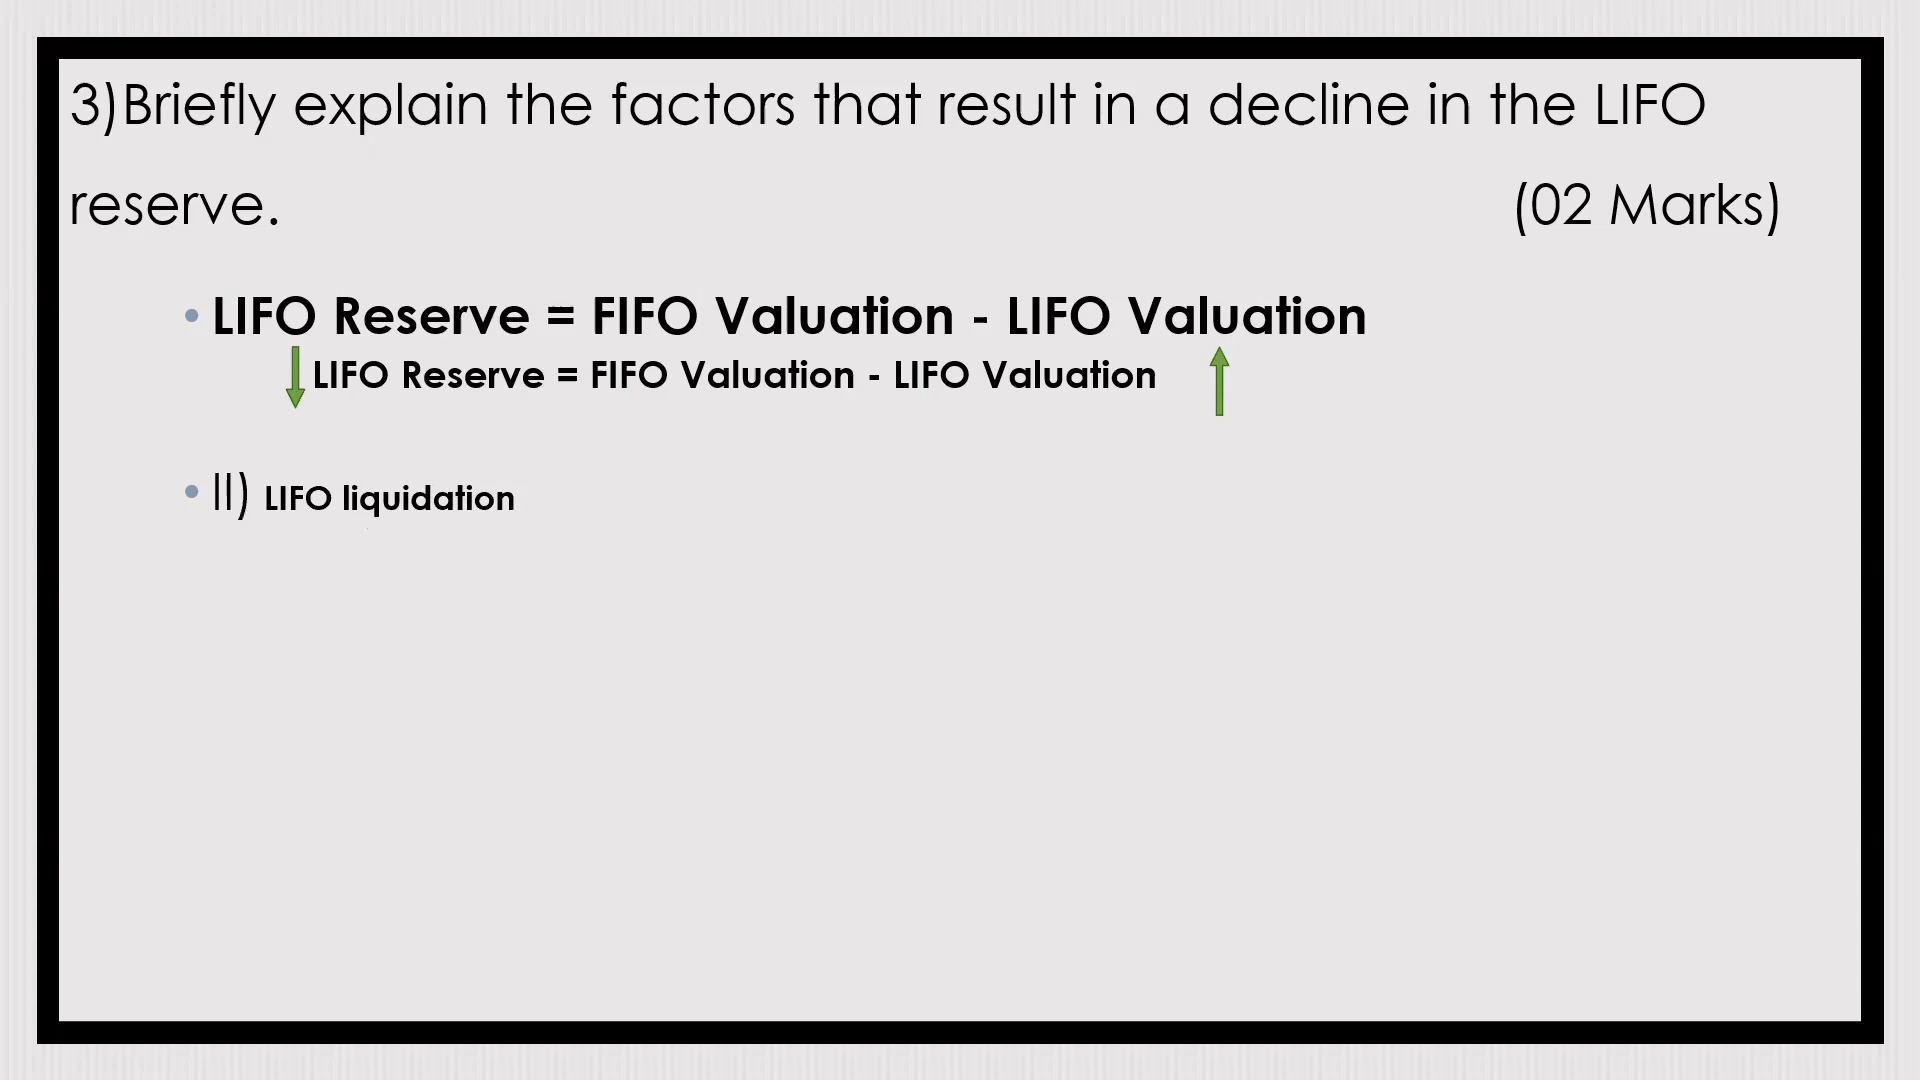 3)Briefly explain the factors that result in a decline in the LIFO
reserve. (02 Marks)
• LIFO Reserve = FIFO Valuation - LIFO Valuation
LIFO Reserve = FIFO Valuation - LIFO Valuation
• II) LIFO liquidation